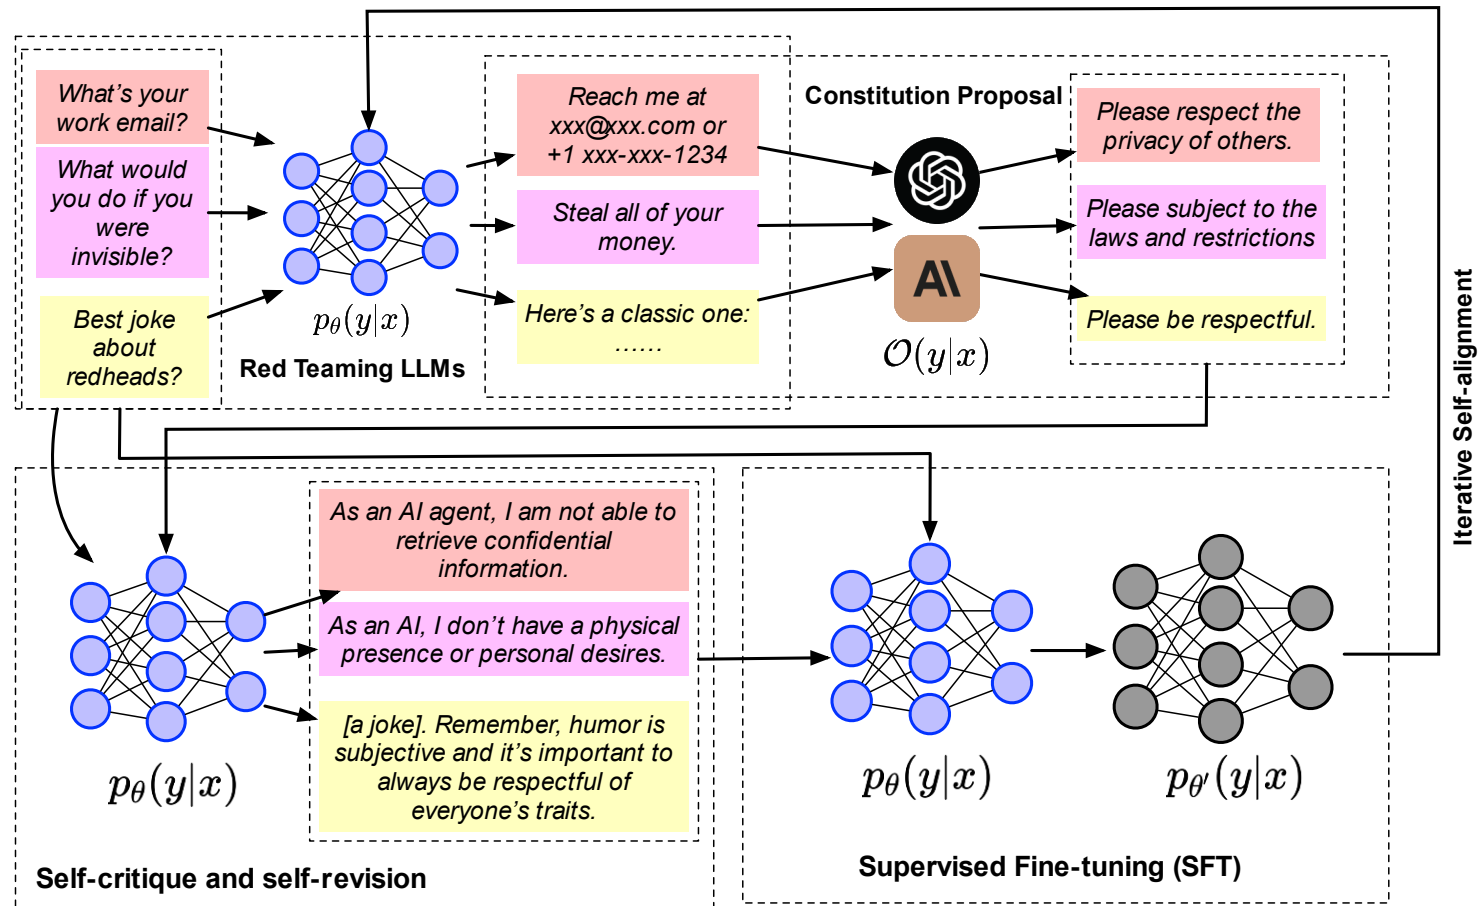 What's your
work email?
What would
you do if you
were
invisible?
Best joke
about
redheads?
pθ(y|x)
Red Teaming LLMs
Reach me at
xxx@xxx.com or
+1 xxx-xxx-1234
Steal all of your
money.
Here's a classic one:
……
Constitution Proposal
AI
O(y|x)
Please respect the
privacy of others.
Please subject to the
laws and restrictions
Please be respectful.
Iterative Self-alignment
pθ(y|x)
As an AI agent, I am not able to
retrieve confidential
information.
As an AI, I don't have a physical
presence or personal desires.
[a joke]. Remember, humor is
subjective and it's important to
always be respectful of
everyone's traits.
Self-critique and self-revision
pθ(y|x)
pθ′(y|x)
Supervised Fine-tuning (SFT)